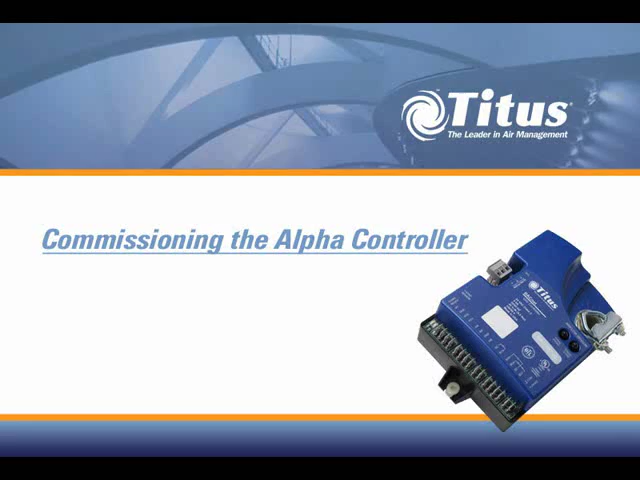 Titus
The Leader in Air Management
Commissioning the Alpha Controller
Titus